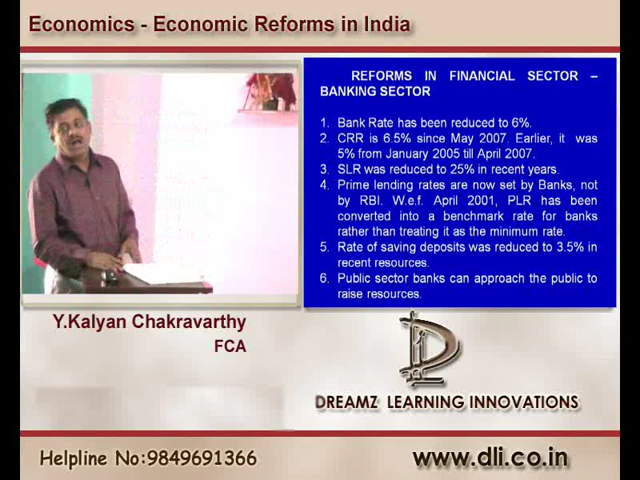 Economics - Economic Reforms in India
REFORMS IN FINANCIAL SECTOR –
BANKING SECTOR
1. Bank Rate has been reduced to 6%.
2. CRR is 6.5% since May 2007. Earlier, it was
5% from January 2005 till April 2007.
3. SLR was reduced to 25% in recent years.
4. Prime lending rates are now set by Banks, not
by RBI. W.e.f. April 2001, PLR has been
converted into a benchmark rate for banks
rather than treating it as the minimum rate.
5. Rate of saving deposits was reduced to 3.5% in
recent resources.
6. Public sector banks can approach the public to
raise resources.
Y.Kalyan Chakravarthy
FCA
DREAMZ LEARNING INNOVATIONS
Helpline No:9849691366
www.dli.co.in